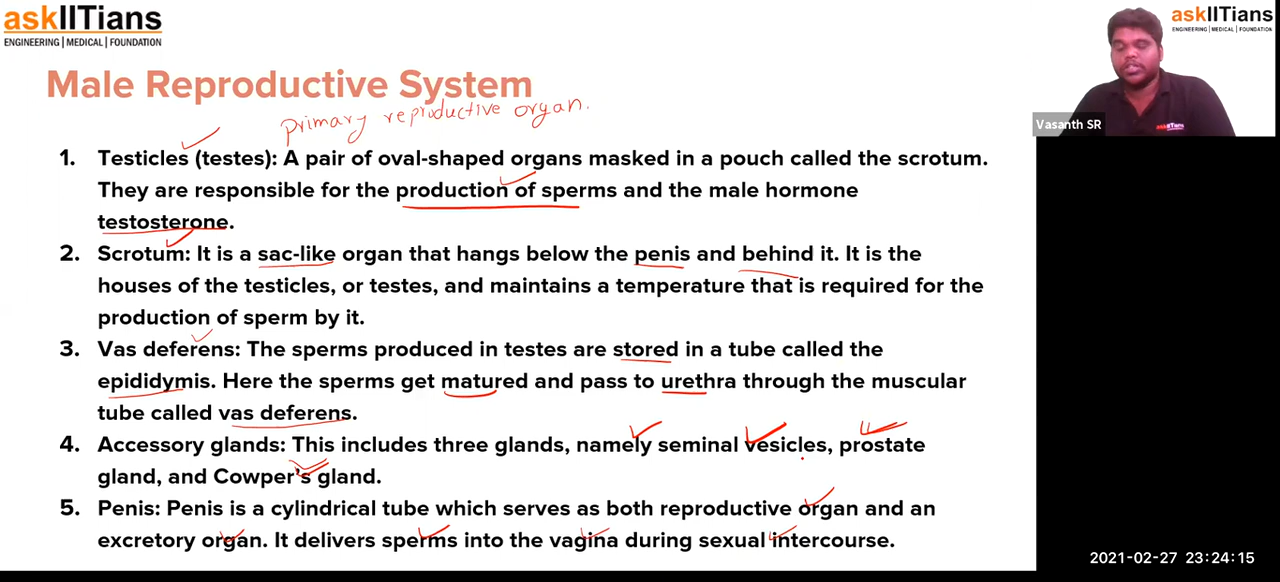 askIITians
ENGINEERING | MEDICAL | FOUNDATION
askIITians
ENGINEERING | MEDICAL | FOUNDATION
Vasanth SR
askIITians
Male Reproductive System
Primary reproductive organ.
1. Testicles (testes): A pair of oval-shaped organs masked in a pouch called the scrotum.
They are responsible for the production of sperms and the male hormone
testosterone.
2. Scrotum: It is a sac-like organ that hangs below the penis and behind it. It is the
houses of the testicles, or testes, and maintains a temperature that is required for the
production of sperm by it.
3. Vas deferens: The sperms produced in testes are stored in a tube called the
epididymis. Here the sperms get matured and pass to urethra through the muscular
tube called vas deferens.
4. Accessory glands: This includes three glands, namely seminal vesicles, prostate
gland, and Cowper's gland.
5. Penis: Penis is a cylindrical tube which serves as both reproductive organ and an
excretory organ. It delivers sperms into the vagina during sexual intercourse.
2021-02-27 23:24:15